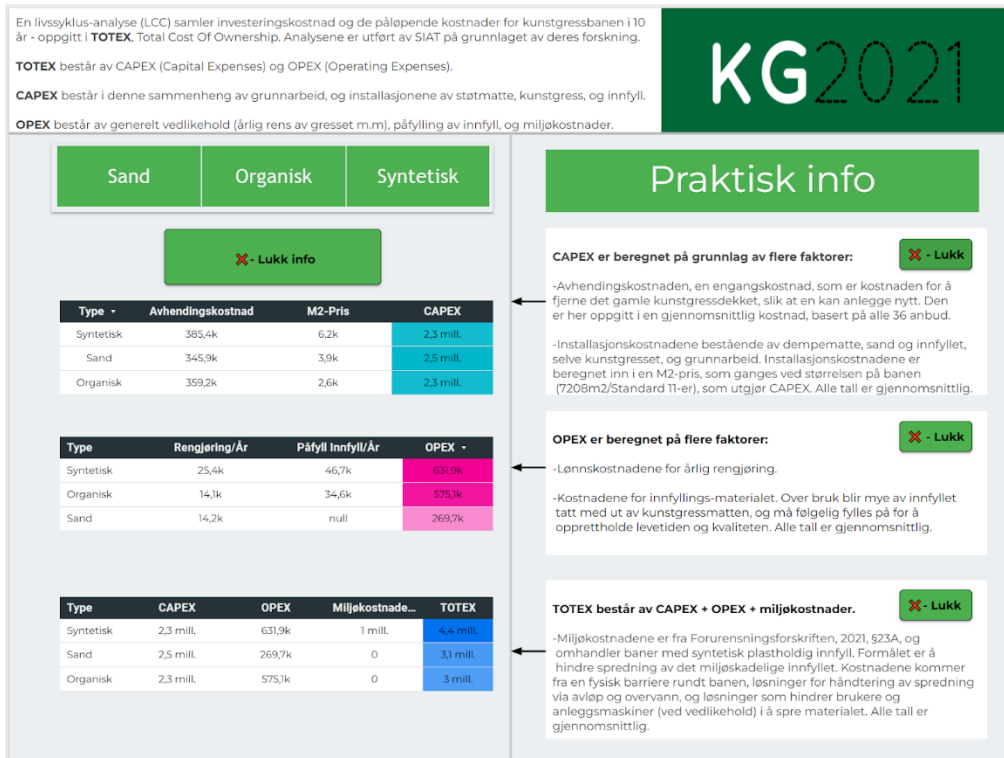 En livssyklus-analyse (LCC) samler investeringskostnad og de påløpende kostnader for kunstgressbanen i 10
år - oppgitt i TOTEX, Total Cost Of Ownership. Analysene er utført av SIAT på grunnlaget av deres forskning.
TOTEX består av CAPEX (Capital Expenses) og OPEX (Operating Expenses).
CAPEX består i denne sammenheng av grunnarbeid, og installasjonene av støtmatte, kunstgress, og innfyll.
OPEX består av generelt vedlikehold (årlig rens av gresset m.m), påfylling av innfyll, og miljøkostnader.
KG2021
Sand Organisk Syntetisk
❌- Lukk info
Type Avhendingskostnad M2-Pris CAPEX
Syntetisk 385,4k 6,2k 2,3 mill.
Sand 345,9k 3,9k 2,5 mill.
Organisk 359,2k 2,6k 2,3 mill.
Type Rengjøring/År Påfyll Innfyll/År OPEX
Syntetisk 25,4k 46,7k 631,9k
Organisk 14,1k 34,6k 575,1k
Sand 14,2k null 269,7k
Type CAPEX OPEX Miljøkostnade... TOTEX
Syntetisk 2,3 mill. 631,9k 1 mill. 4,4 mill.
Sand 2,5 mill. 269,7k 0 3,1 mill.
Organisk 2,3 mill. 575,1k 0 3 mill.
Praktisk info
CAPEX er beregnet på grunnlag av flere faktorer:
❌ - Lukk
-Avhendingskostnaden, en engangskostnad, som er kostnaden for å
fjerne det gamle kunstgressdekket, slik at en kan anlegge nytt. Den
er her oppgitt i en gjennomsnittlig kostnad, basert på alle 36 anbud.
-Installasjonskostnadene bestående av dempematte, sand og innfyllet,
selve kunstgresset, og grunnarbeid. Installasjonskostnadene er
beregnet inn i en M2-pris, som ganges ved størrelsen på banen
(7208m2/Standard 11-er), som utgjør CAPEX. Alle tall er gjennomsnittlig.
OPEX er beregnet på flere faktorer:
❌ - Lukk
-Lønnskostnadene for årlig rengjøring.
-Kostnadene for innfyllings-materialet. Over bruk blir mye av innfyllet
tatt med ut av kunstgressmatten, og må følgelig fylles på for å
opprettholde levetiden og kvaliteten. Alle tall er gjennomsnittlig.
TOTEX består av CAPEX + OPEX + miljøkostnader.
❌- Lukk
-Miljøkostnadene er fra Forurensningsforskriften, 2021, §23A, og
omhandler baner med syntetisk plastholdig innfyll. Formålet er å
hindre spredning av det miljøskadelige innfyllet. Kostnadene kommer
fra en fysisk barriere rundt banen, løsninger for håndtering av spredning
via avløp og overvann, og løsninger som hindrer brukere og
anleggsmaskiner (ved vedlikehold) i å spre materialet. Alle tall er
gjennomsnittlig.